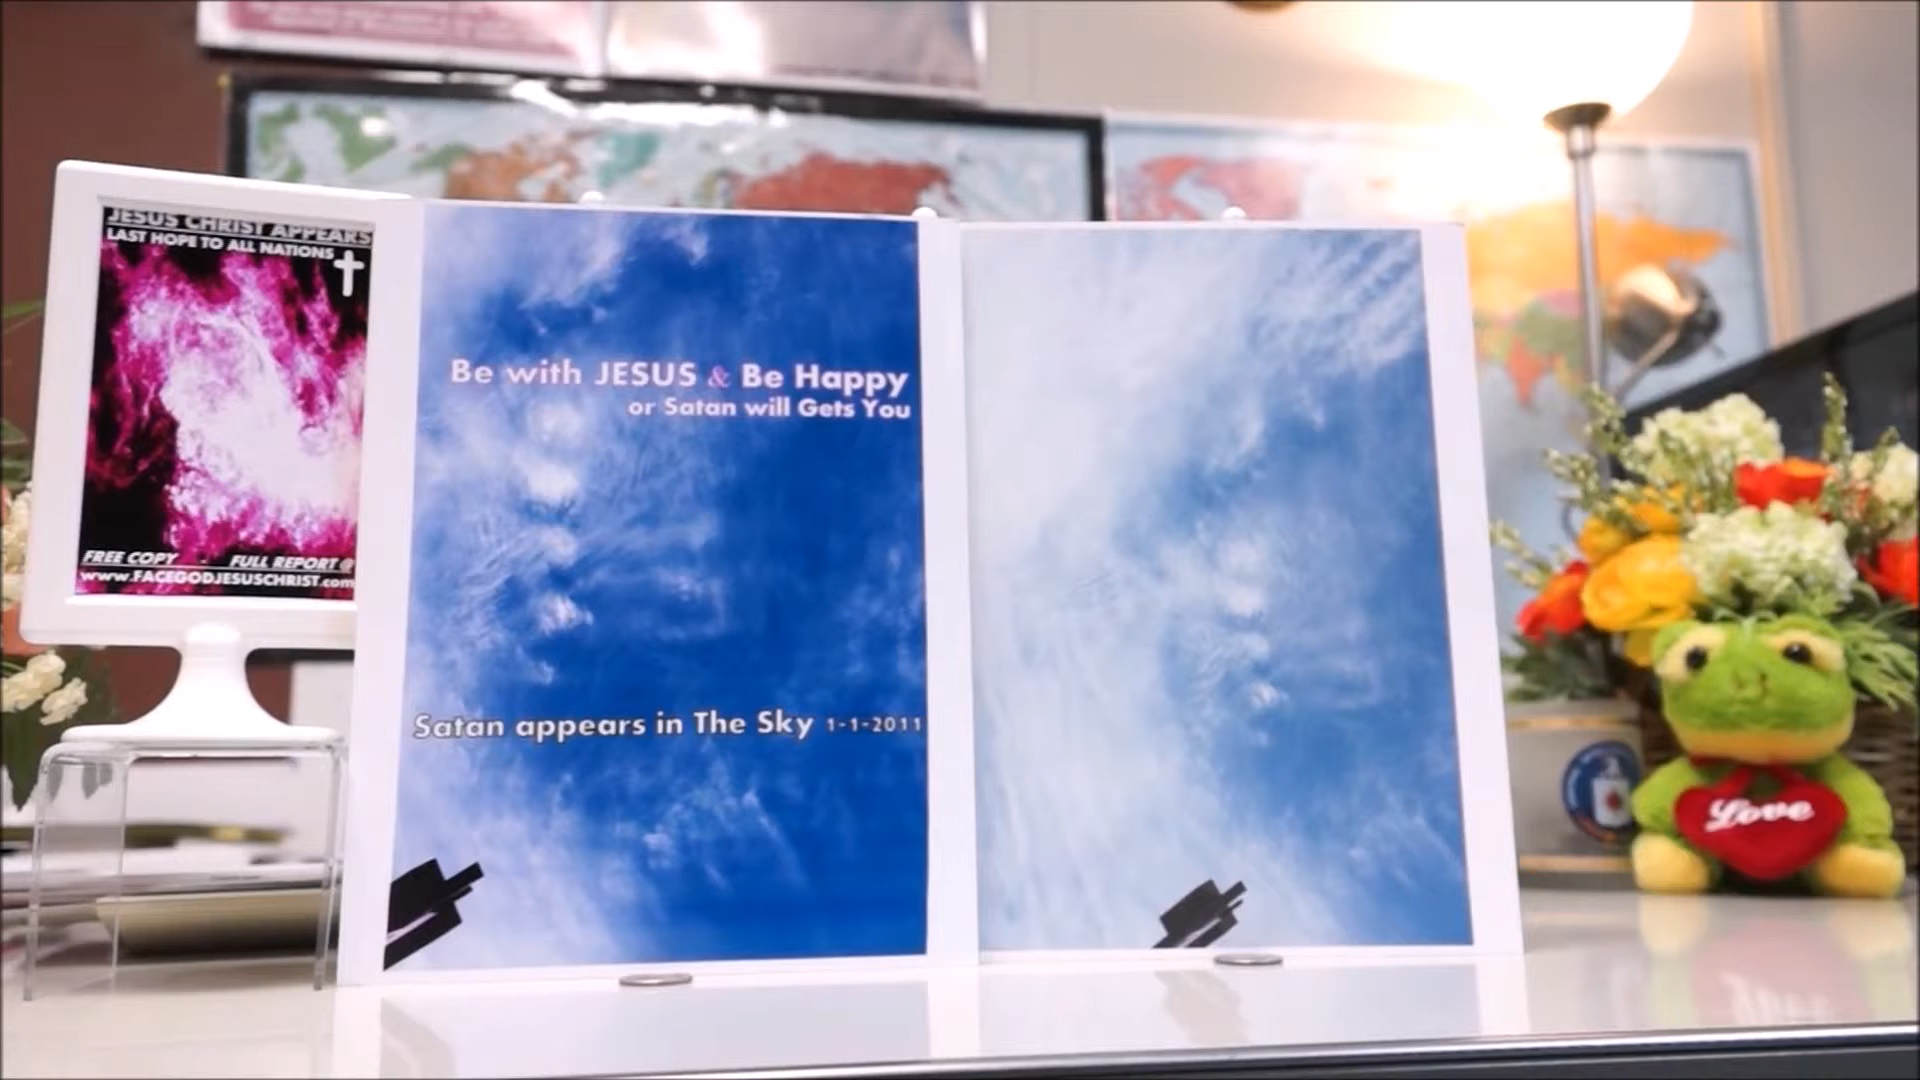 JESUS CHRIST APPEARS
LAST HOPE TO ALL NATIONS
FREE COPY - FULL REPORT @
www.FACEGODJESUSCHRIST.com
Be with JESUS & Be Happy
or Satan will Gets You
Satan appears in The Sky 1-1-2011
Love